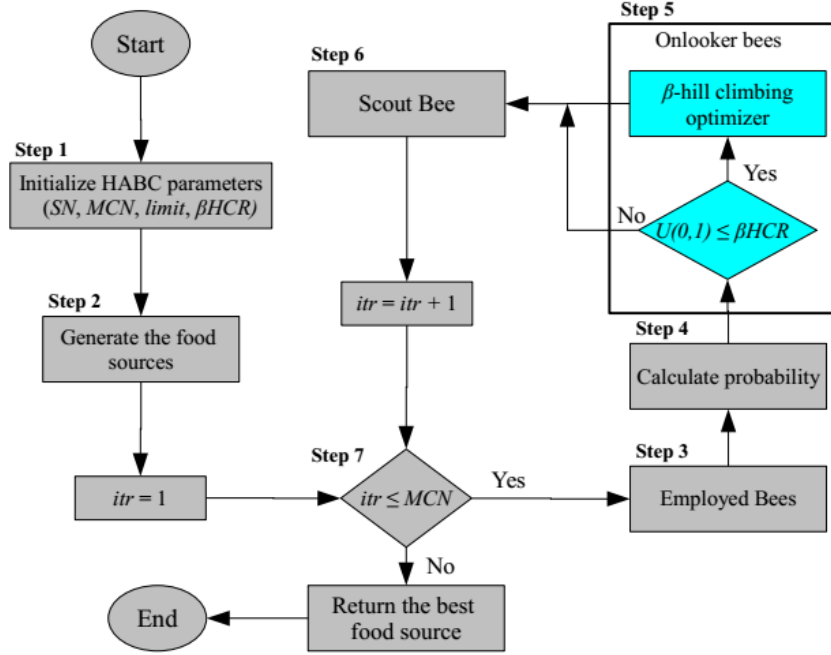 Start
Step 1
Initialize HABC parameters
(SN, MCN, limit, βHCR)
Step 2
Generate the food
sources
itr = 1
Step 7
itr ≤ MCN
Yes
No
Return the best
food source
End
Step 3
Employed Bees
Step 4
Calculate probability
Step 5
Onlooker bees
U(0,1) ≤ βHCR
Yes
No
β-hill climbing
optimizer
Step 6
Scout Bee
itr = itr + 1